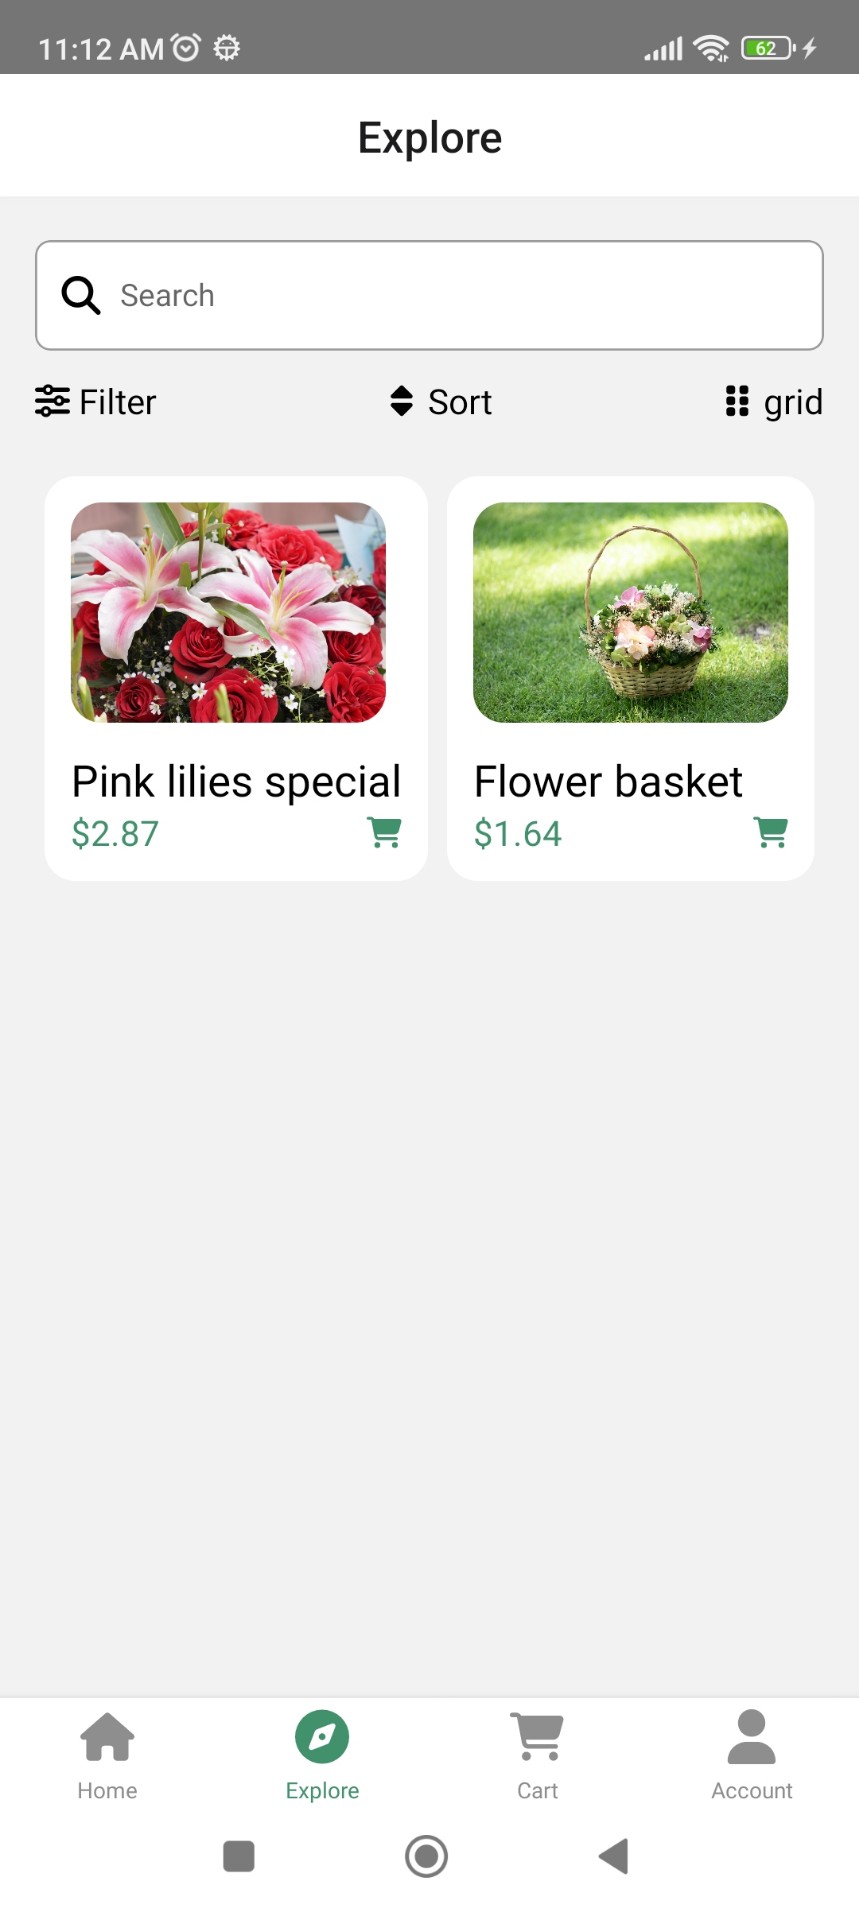 11:12 AM
62
Explore
Search
Filter Sort grid
Pink lilies special Flower basket
$2.87 $1.64
Home Explore Cart Account